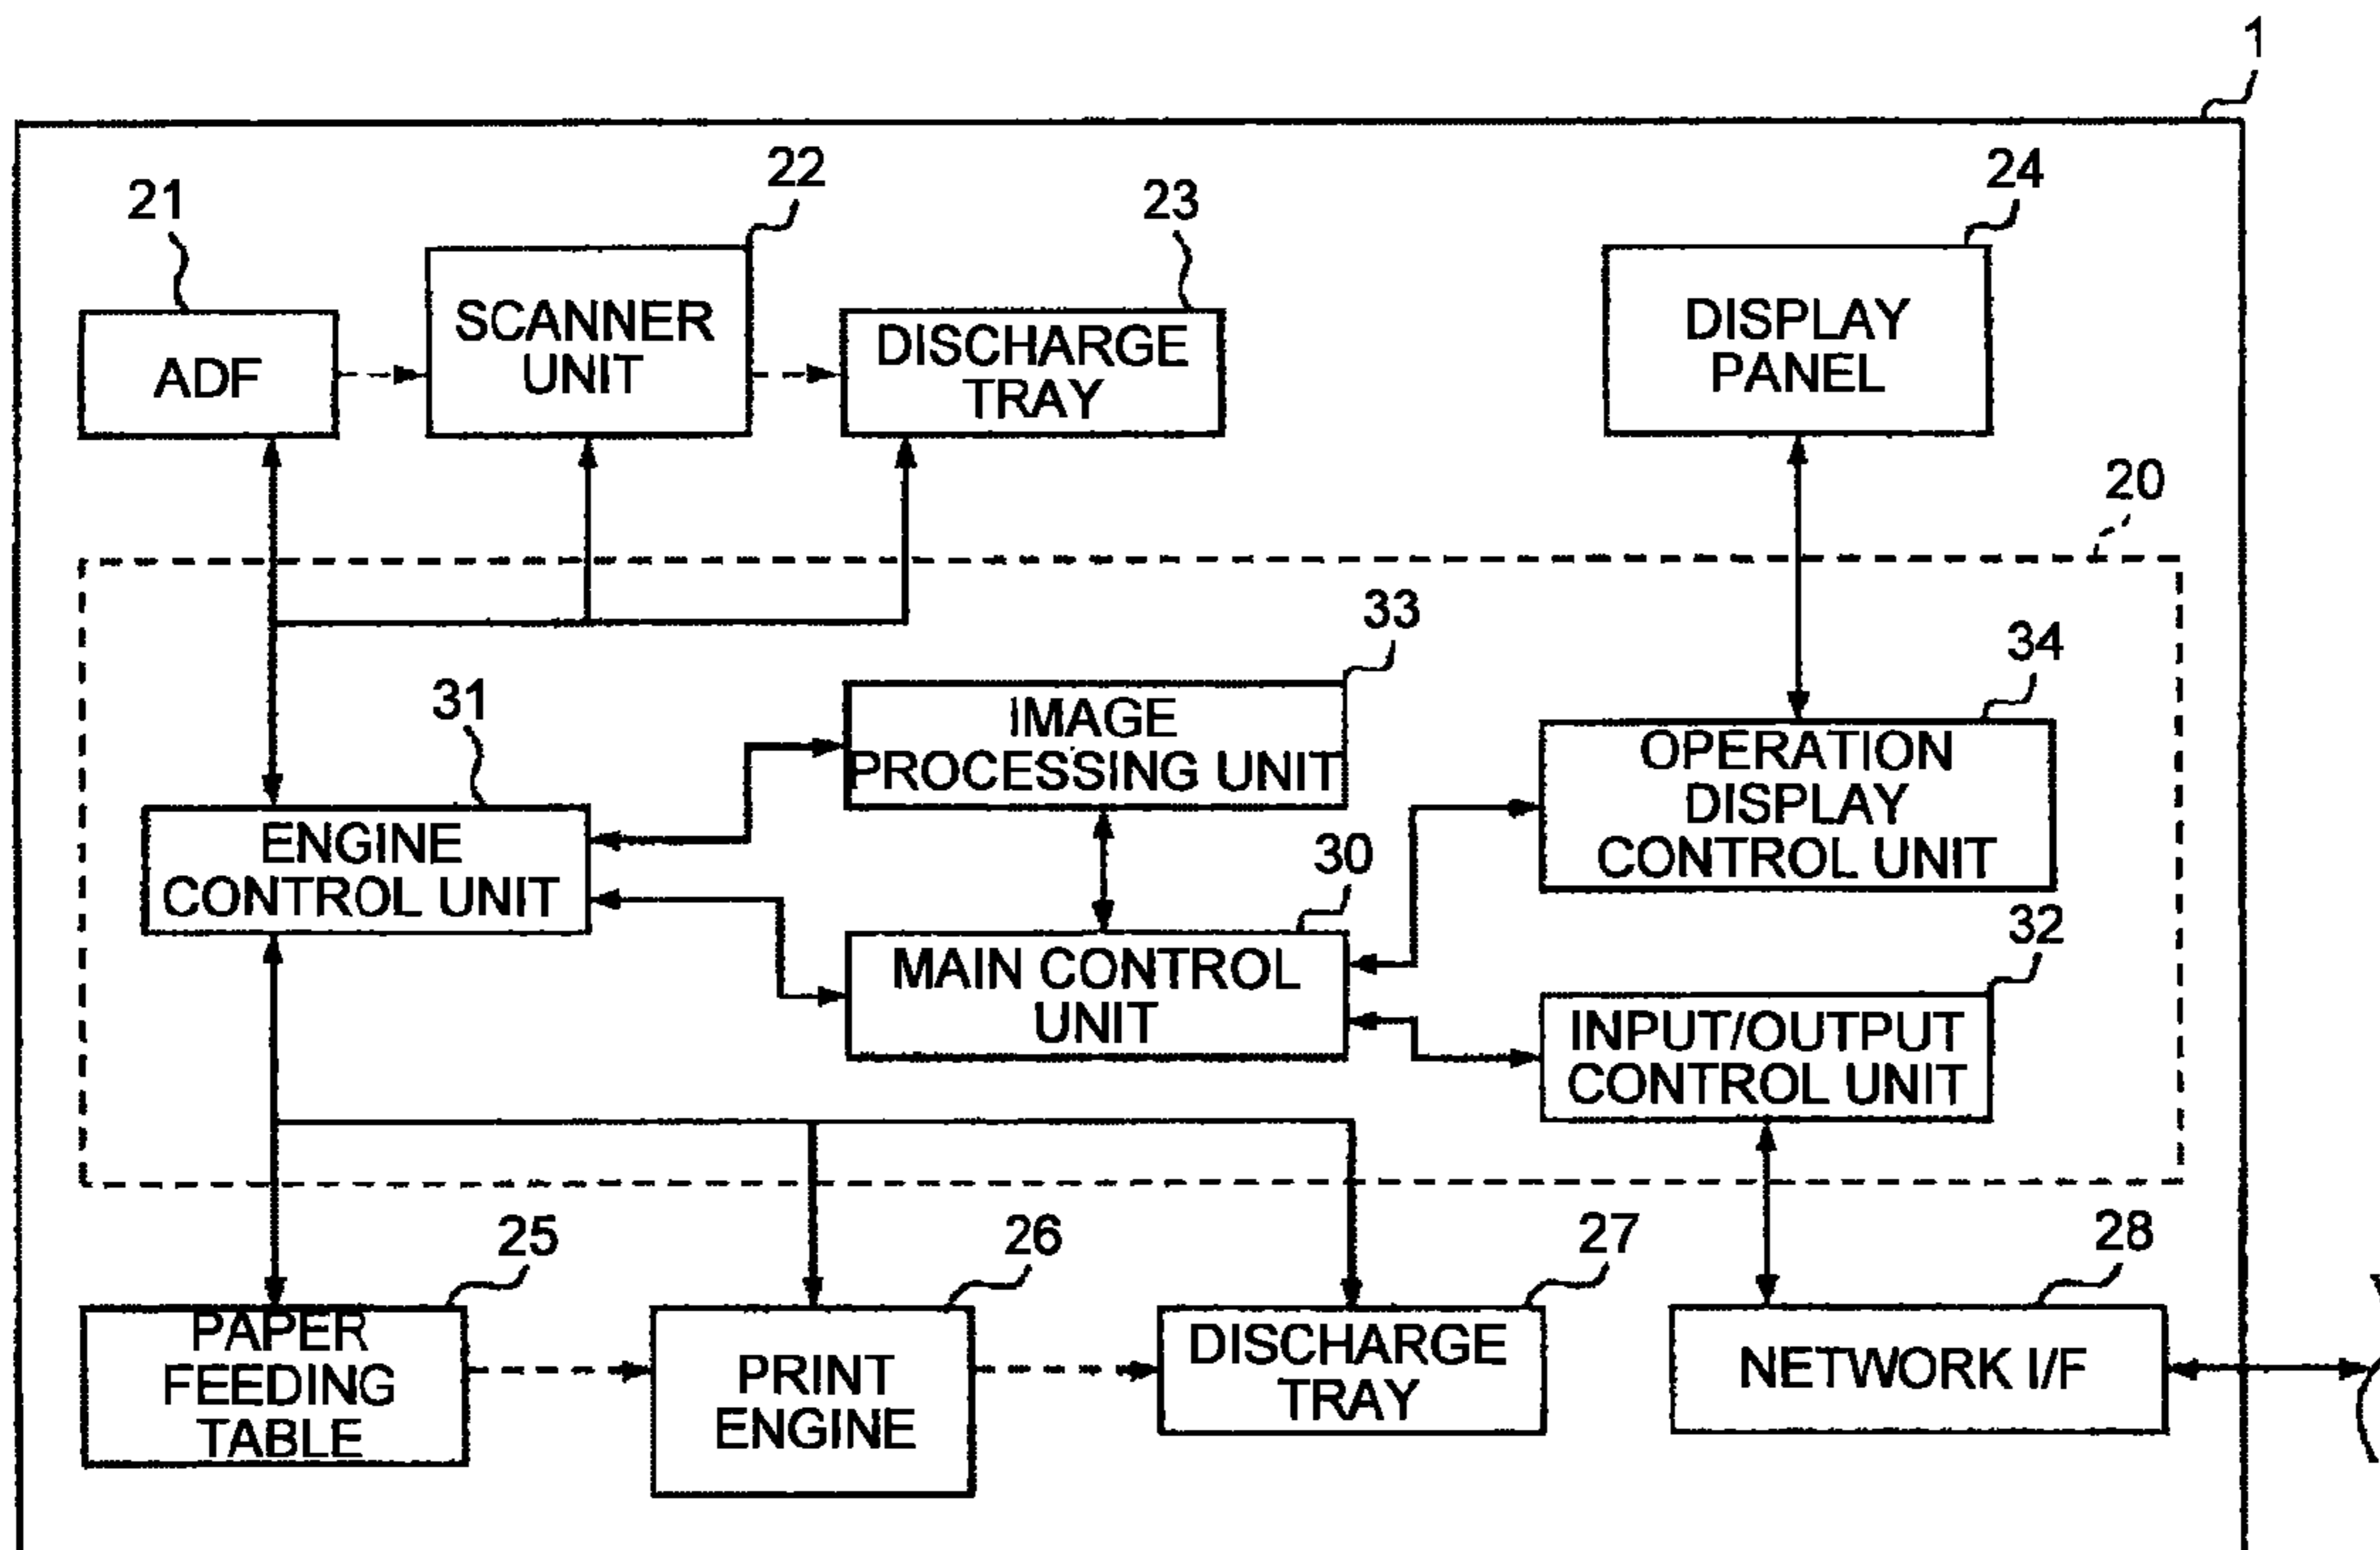 1
21
22
23
24
ADF
SCANNER
UNIT
DISCHARGE
TRAY
DISPLAY
PANEL
20
31
33
34
ENGINE
CONTROL UNIT
IMAGE
PROCESSING UNIT
OPERATION
DISPLAY
CONTROL UNIT
30
MAIN CONTROL
UNIT
32
INPUT/OUTPUT
CONTROL UNIT
25
26
27
28
PAPER
FEEDING
TABLE
PRINT
ENGINE
DISCHARGE
TRAY
NETWORK I/F